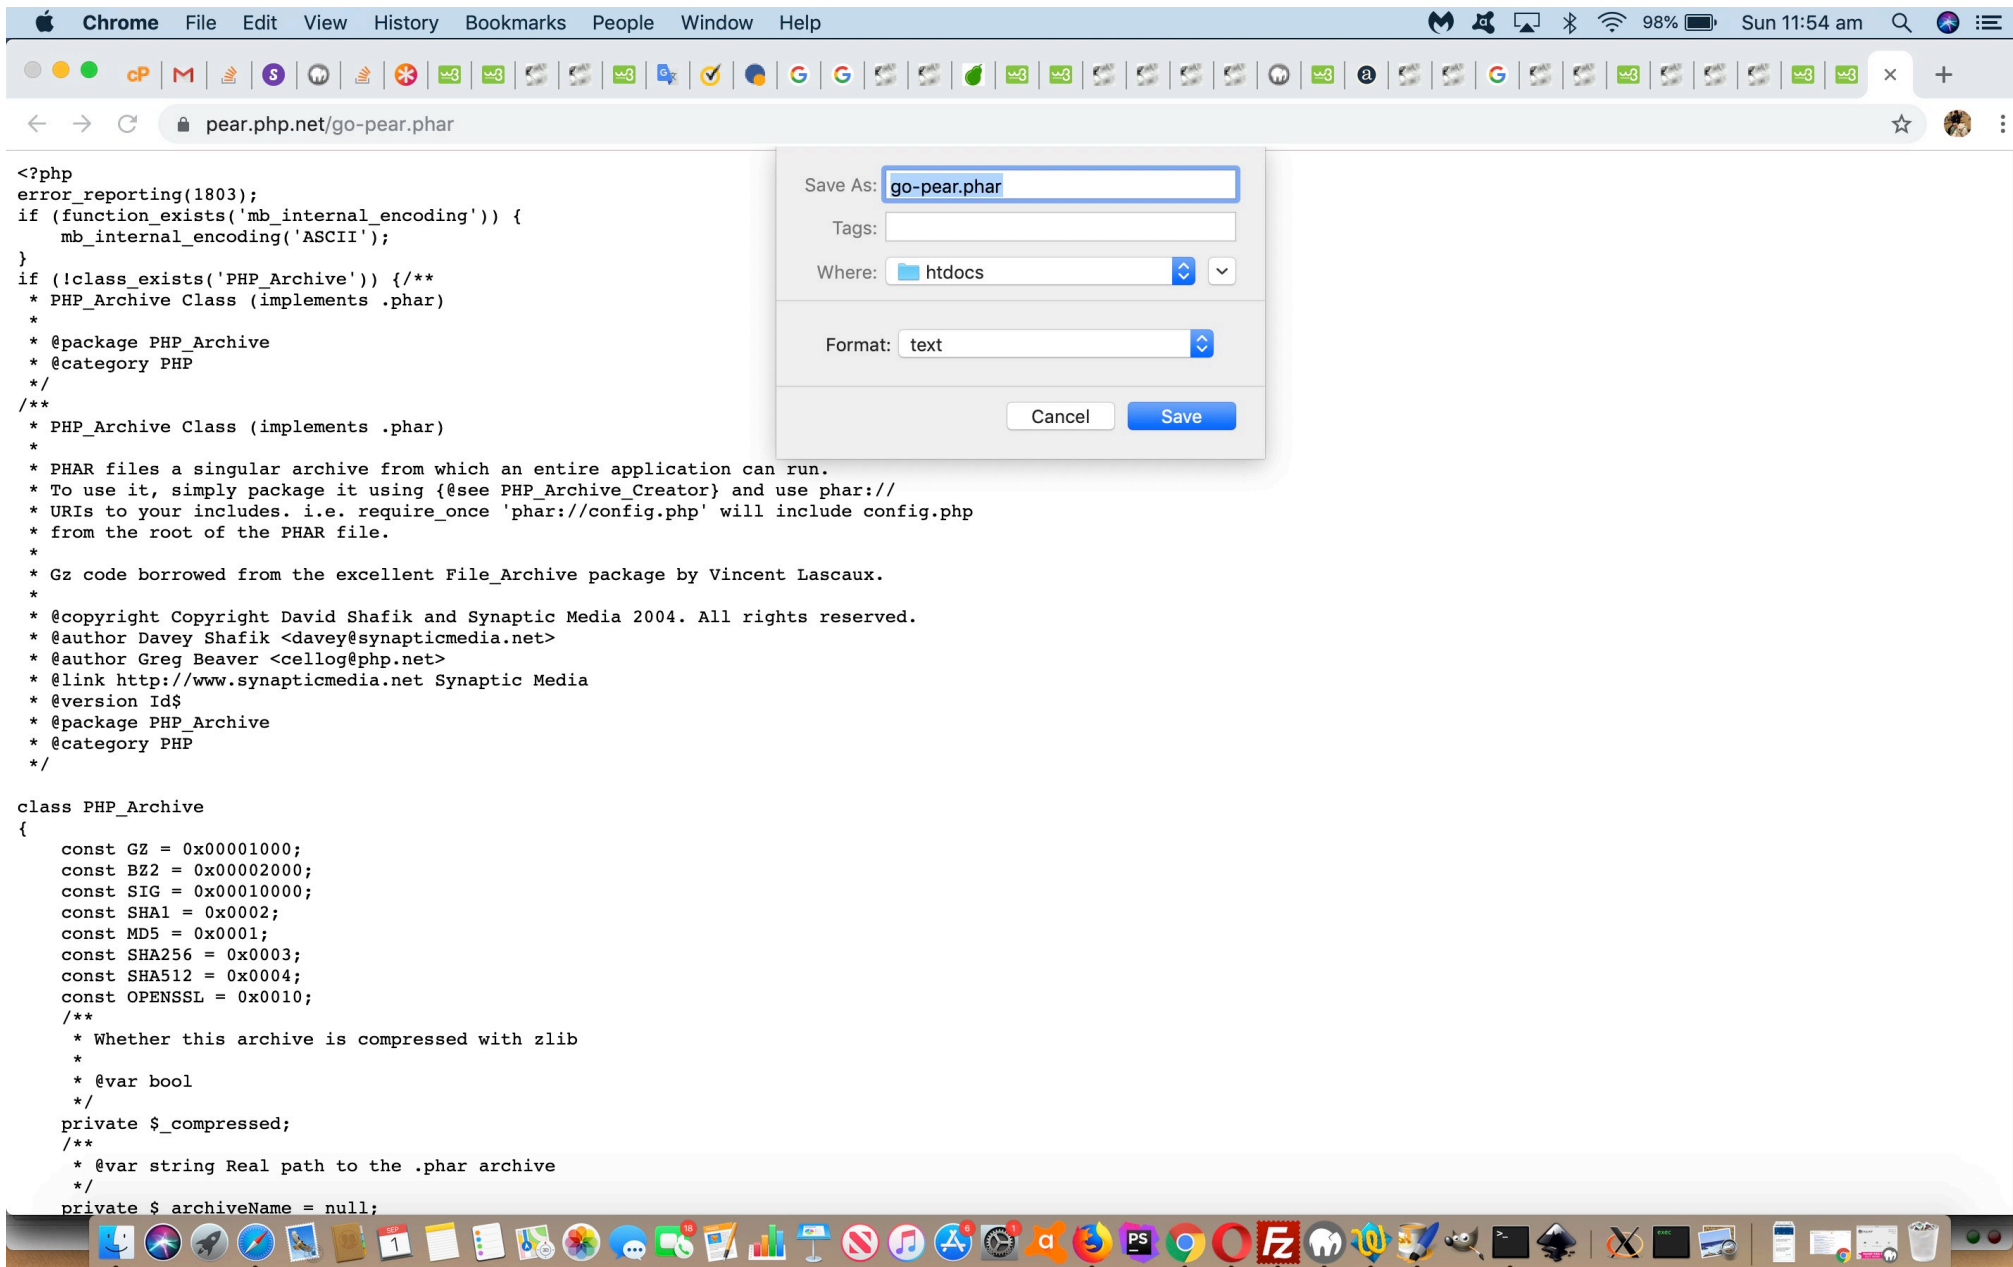 Chrome File Edit View History Bookmarks People Window Help 98% Sun 11:54 am
pear.php.net/go-pear.phar
Save As: go-pear.phar
Tags:
Where: htdocs
Format: text
Cancel Save
<?php
error_reporting(1803);
if (function_exists('mb_internal_encoding')) {
    mb_internal_encoding('ASCII');
}
if (!class_exists('PHP_Archive')) {/**
 * PHP_Archive Class (implements .phar)
 *
 * @package PHP_Archive
 * @category PHP
 */
/**
 * PHP_Archive Class (implements .phar)
 *
 * PHAR files a singular archive from which an entire application can run.
 * To use it, simply package it using {@see PHP_Archive_Creator} and use phar://
 * URIs to your includes. i.e. require_once 'phar://config.php' will include config.php
 * from the root of the PHAR file.
 *
 * Gz code borrowed from the excellent File_Archive package by Vincent Lascaux.
 *
 * @copyright Copyright David Shafik and Synaptic Media 2004. All rights reserved.
 * @author Davey Shafik <davey@synapticmedia.net>
 * @author Greg Beaver <cellog@php.net>
 * @link http://www.synapticmedia.net Synaptic Media
 * @version Id$
 * @package PHP_Archive
 * @category PHP
 */
class PHP_Archive
{
    const GZ = 0x00001000;
    const BZ2 = 0x00002000;
    const SIG = 0x00010000;
    const SHA1 = 0x0002;
    const MD5 = 0x0001;
    const SHA256 = 0x0003;
    const SHA512 = 0x0004;
    const OPENSSL = 0x0010;
    /**
     * Whether this archive is compressed with zlib
     *
     * @var bool
     */
    private $_compressed;
    /**
     * @var string Real path to the .phar archive
     */
    private $_archiveName = null;